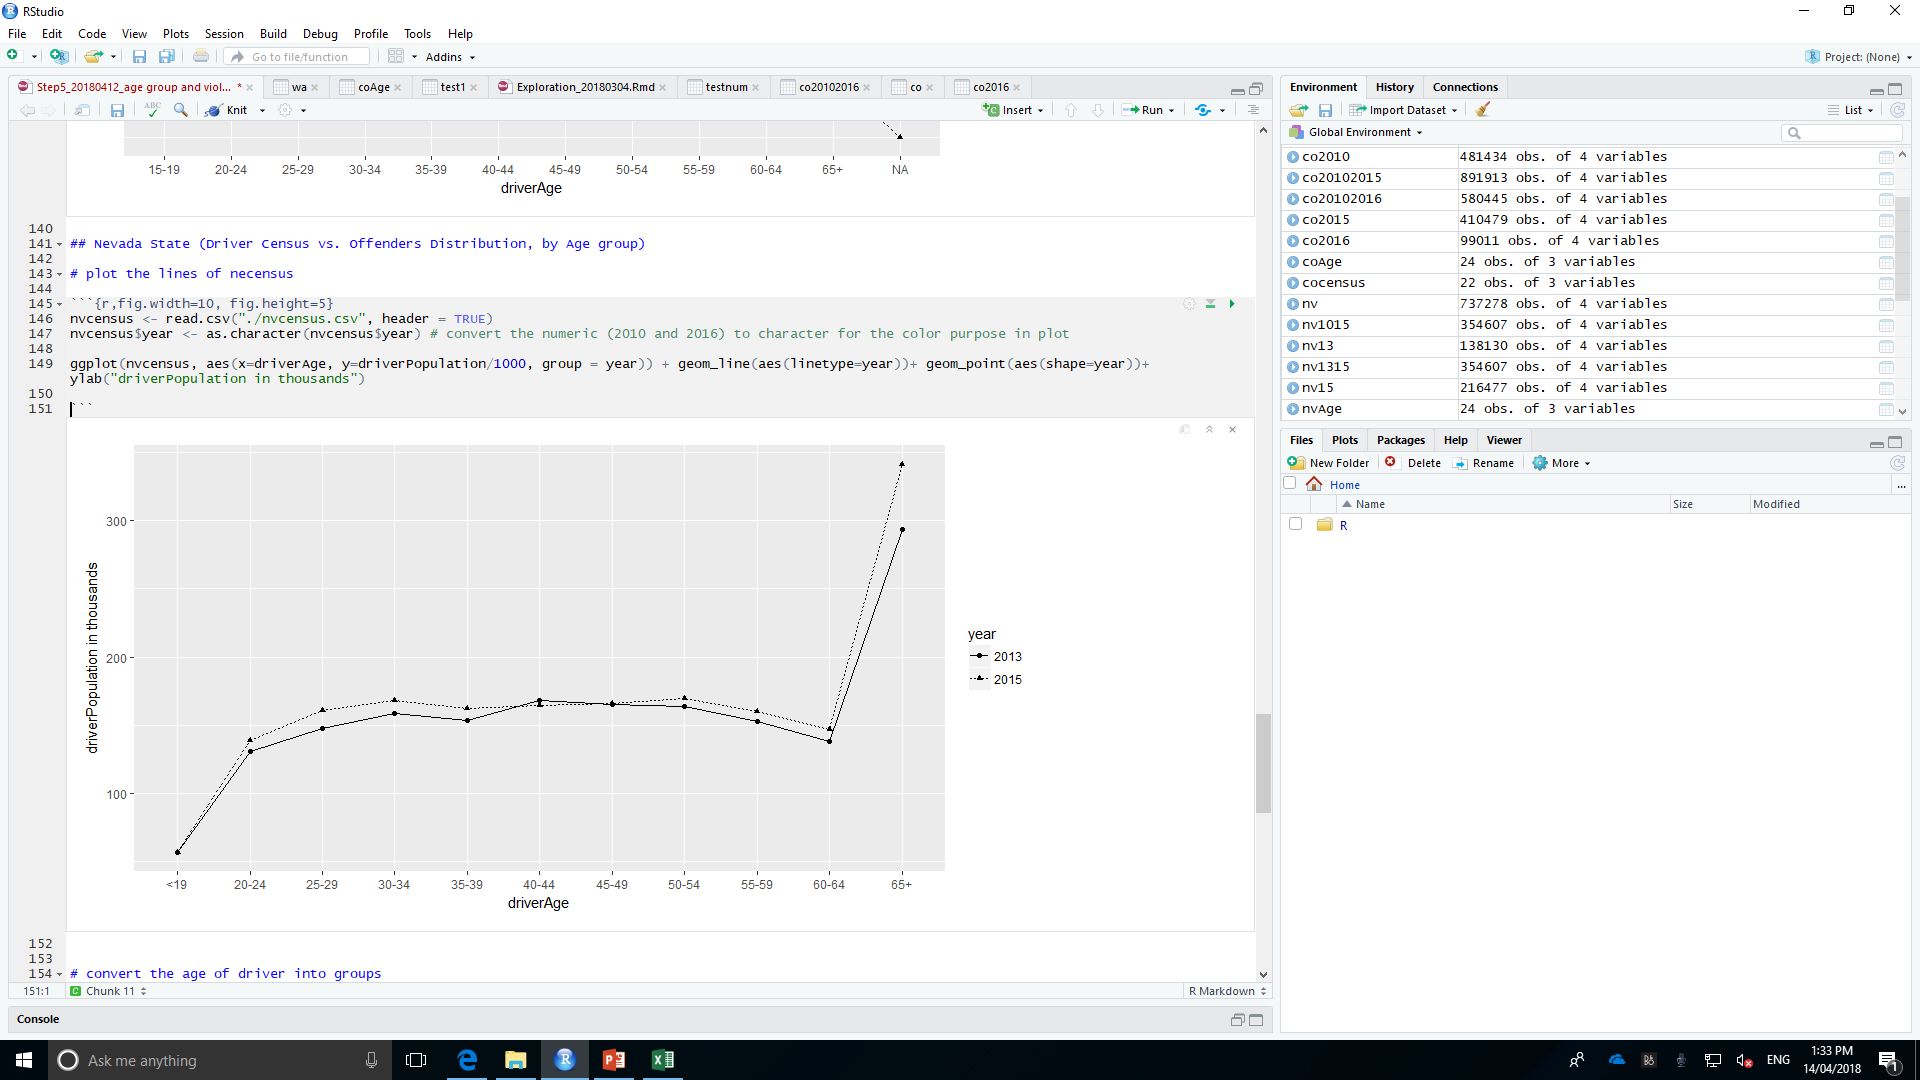 RStudio
File Edit Code View Plots Session Build Debug Profile Tools Help
Go to file/function Addins Project: (None)
Step5_20180412_age group and viol... * wa coAge test1 Exploration_20180304.Rmd testnum co20102016 co co2016
ABC Knit Insert Run
15-19 20-24 25-29 30-34 35-39 40-44 45-49 50-54 55-59 60-64 65+ NA
driverAge
140
141 ## Nevada State (Driver Census vs. Offenders Distribution, by Age group)
142
143 # plot the lines of necensus
144
145 ```{r,fig.width=10, fig.height=5}
146 nvcensus <- read.csv("./nvcensus.csv", header = TRUE)
147 nvcensus$year <- as.character(nvcensus$year) # convert the numeric (2010 and 2016) to character for the color purpose in plot
148
149 ggplot(nvcensus, aes(x=driverAge, y=driverPopulation/1000, group = year)) + geom_line(aes(linetype=year))+ geom_point(aes(shape=year))+
ylab("driverPopulation in thousands")
150
151 ```
driverPopulation in thousands
300
200
100
year
2013
2015
<19 20-24 25-29 30-34 35-39 40-44 45-49 50-54 55-59 60-64 65+
driverAge
152
153
154 # convert the age of driver into groups
151:1 Chunk 11 R Markdown
Console
Environment History Connections
Import Dataset List
Global Environment
co2010 481434 obs. of 4 variables
co20102015 891913 obs. of 4 variables
co20102016 580445 obs. of 4 variables
co2015 410479 obs. of 4 variables
co2016 99011 obs. of 4 variables
coAge 24 obs. of 3 variables
cocensus 22 obs. of 3 variables
nv 737278 obs. of 4 variables
nv1015 354607 obs. of 4 variables
nv13 138130 obs. of 4 variables
nv1315 354607 obs. of 4 variables
nv15 216477 obs. of 4 variables
nvAge 24 obs. of 3 variables
Files Plots Packages Help Viewer
New Folder Delete Rename More
Home ...
Name Size Modified
R
Ask me anything
ENG
1:33 PM
14/04/2018
1